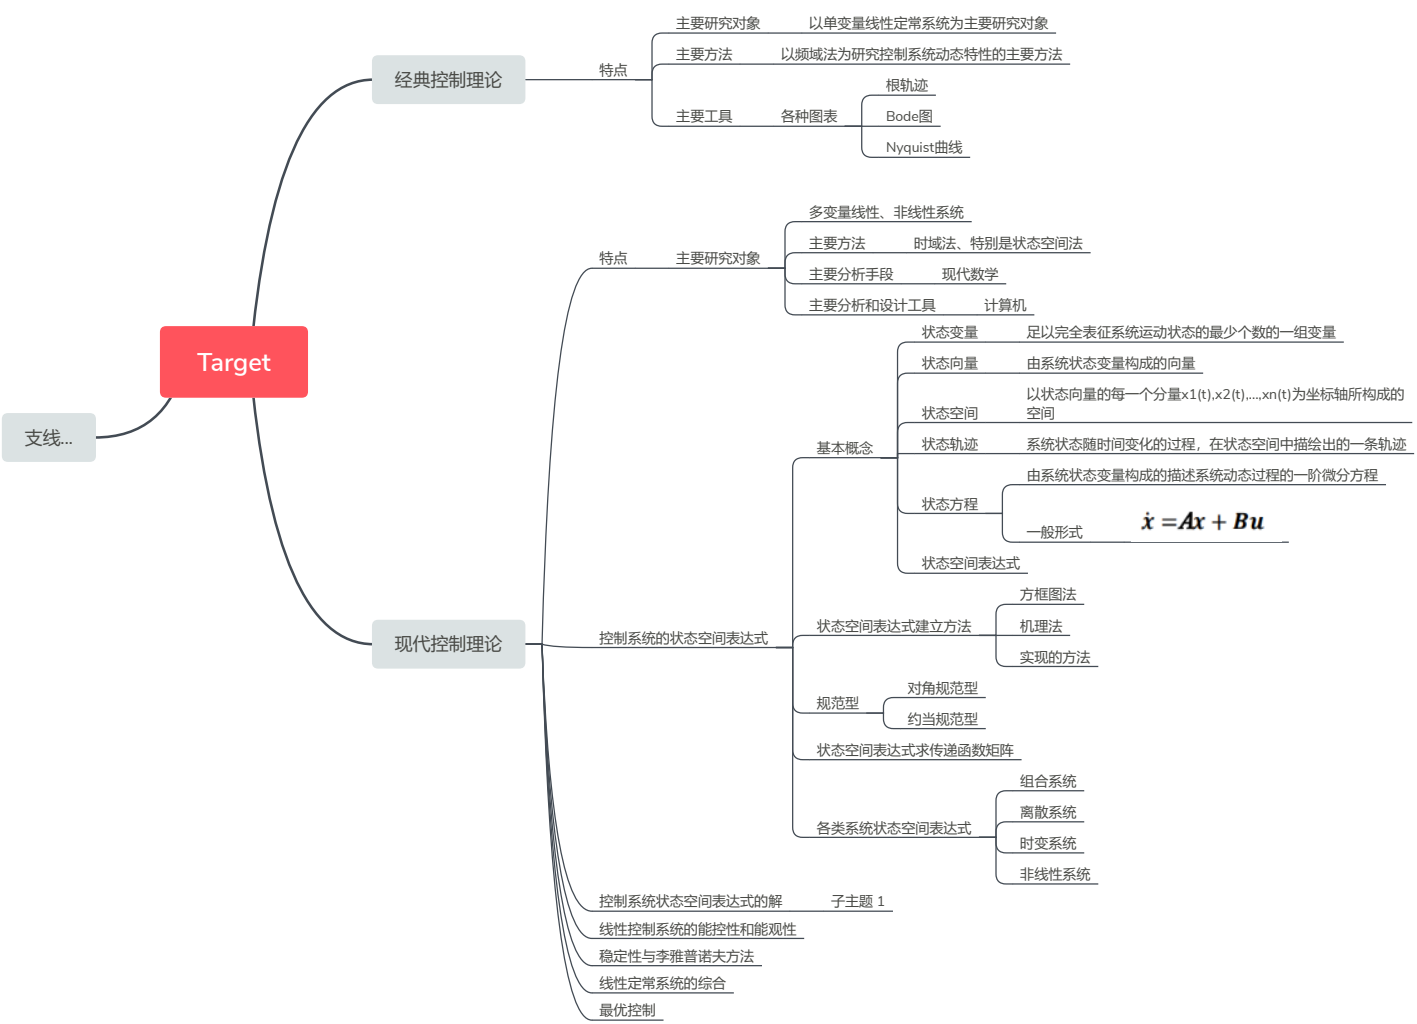 主要研究对象
以单变量线性定常系统为主要研究对象
主要方法
以频域法为研究控制系统动态特性的主要方法
经典控制理论
特点
根轨迹
主要工具
各种图表
Bode图
Nyquist曲线
多变量线性、非线性系统
主要方法
时域法、特别是状态空间法
特点
主要研究对象
主要分析手段
现代数学
主要分析和设计工具
计算机
Target
支线...
状态变量
足以完全表征系统运动状态的最少个数的一组变量
状态向量
由系统状态变量构成的向量
以状态向量的每一个分量x1(t),x2(t),...,xn(t)为坐标轴所构成的
空间
状态空间
基本概念
状态轨迹
系统状态随时间变化的过程，在状态空间中描绘出的一条轨迹
由系统状态变量构成的描述系统动态过程的一阶微分方程
状态方程
一般形式
ẋ =Ax + Bu
状态空间表达式
现代控制理论
控制系统的状态空间表达式
方框图法
状态空间表达式建立方法
机理法
实现的方法
对角规范型
规范型
约当规范型
状态空间表达式求传递函数矩阵
组合系统
离散系统
各类系统状态空间表达式
时变系统
非线性系统
控制系统状态空间表达式的解
子主题 1
线性控制系统的能控性和能观性
稳定性与李雅普诺夫方法
线性定常系统的综合
最优控制